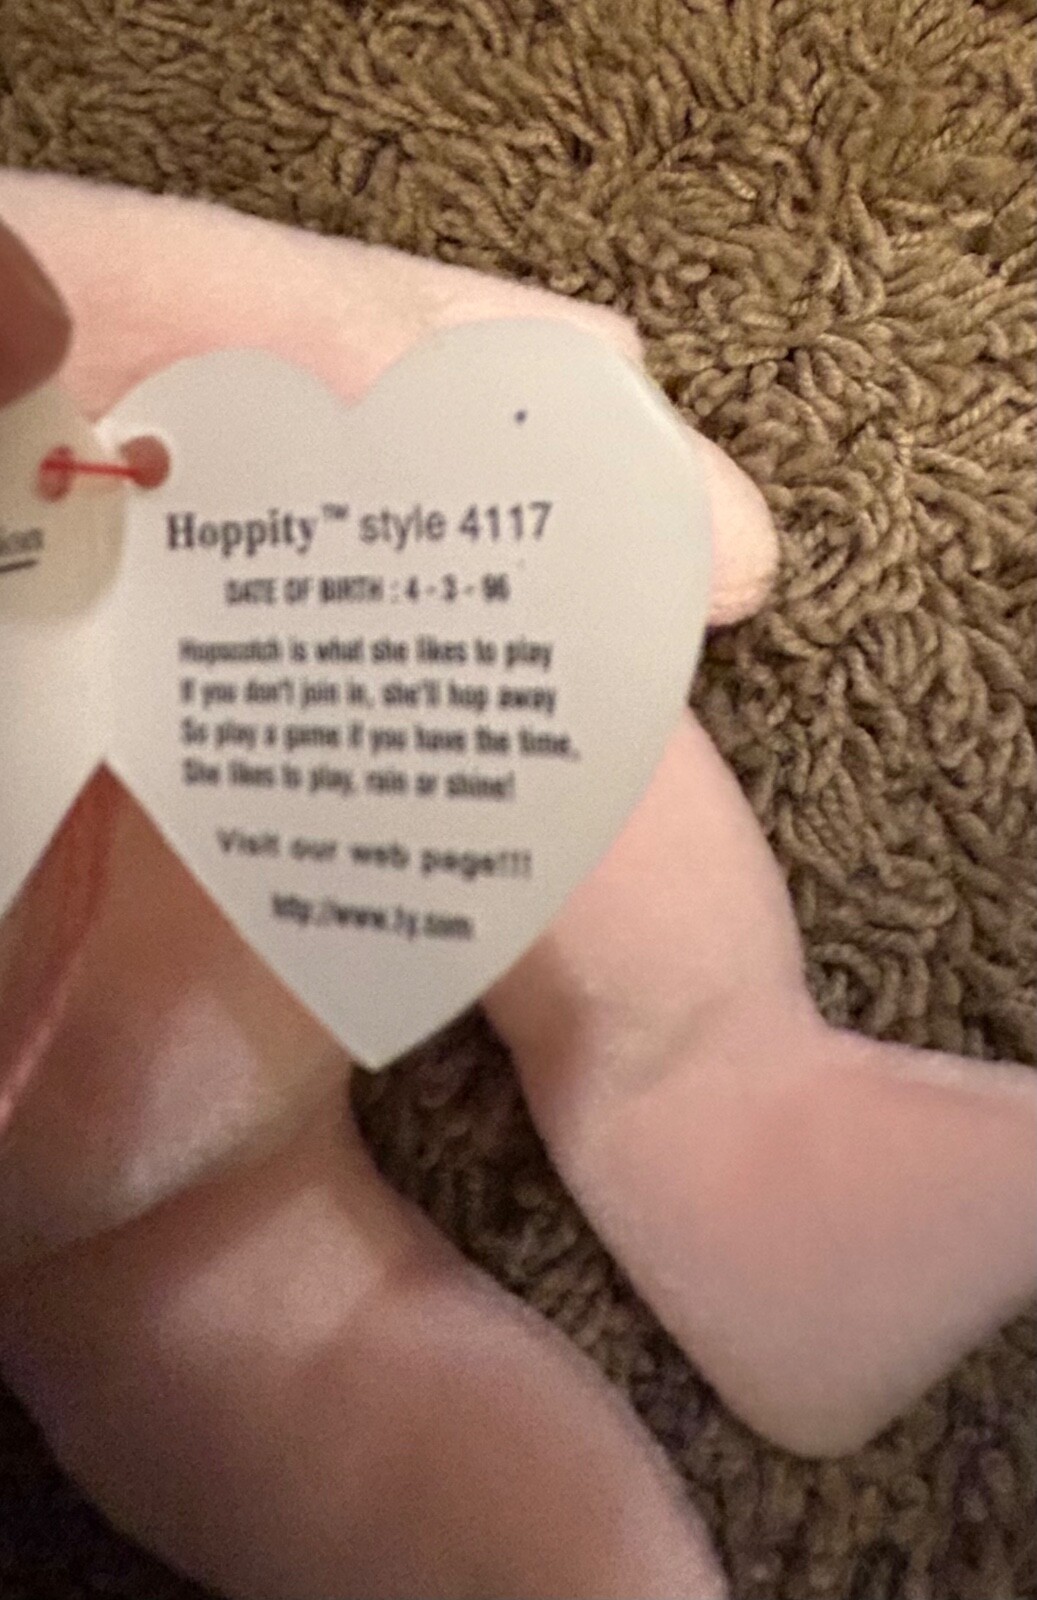 Hoppity™ style 4117
DATE OF BIRTH : 4 - 3 - 96
Hopscotch is what she likes to play
If you don't join in, she'll hop away
So play a game if you have the time,
She likes to play, rain or shine!
Visit our web page!!!
http://www.ty.com